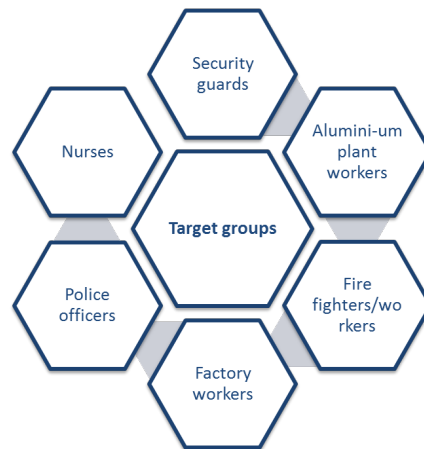 Security
guards
Alumini-um
plant
workers
Nurses
Target groups
Fire
fighters/wo
rkers
Police
officers
Factory
workers